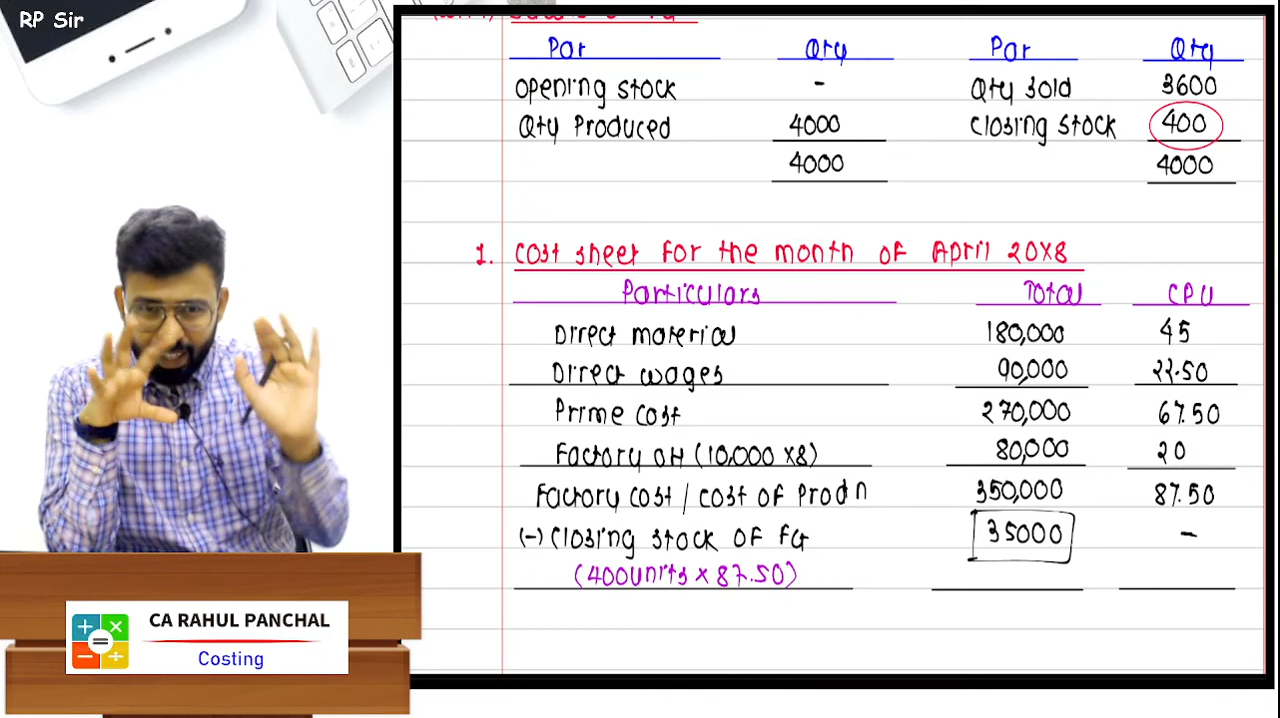 RP Sir
Par Qty Par Qty
opening stock - Qty sold 3600
Qty Produced 4000 Closing stock 400
4000 4000
1. Cost sheet for the month of April 20X8
Particulars Total CPU
Direct material 180,000 45
Direct wages 90,000 22.50
Prime cost 270,000 67.50
Factory OH (10,000 X8) 80,000 20
Factory cost / cost of Prodn 350,000 87.50
(-) Closing stock OF FG 35000 -
(400units x 87.50)
CA RAHUL PANCHAL
Costing